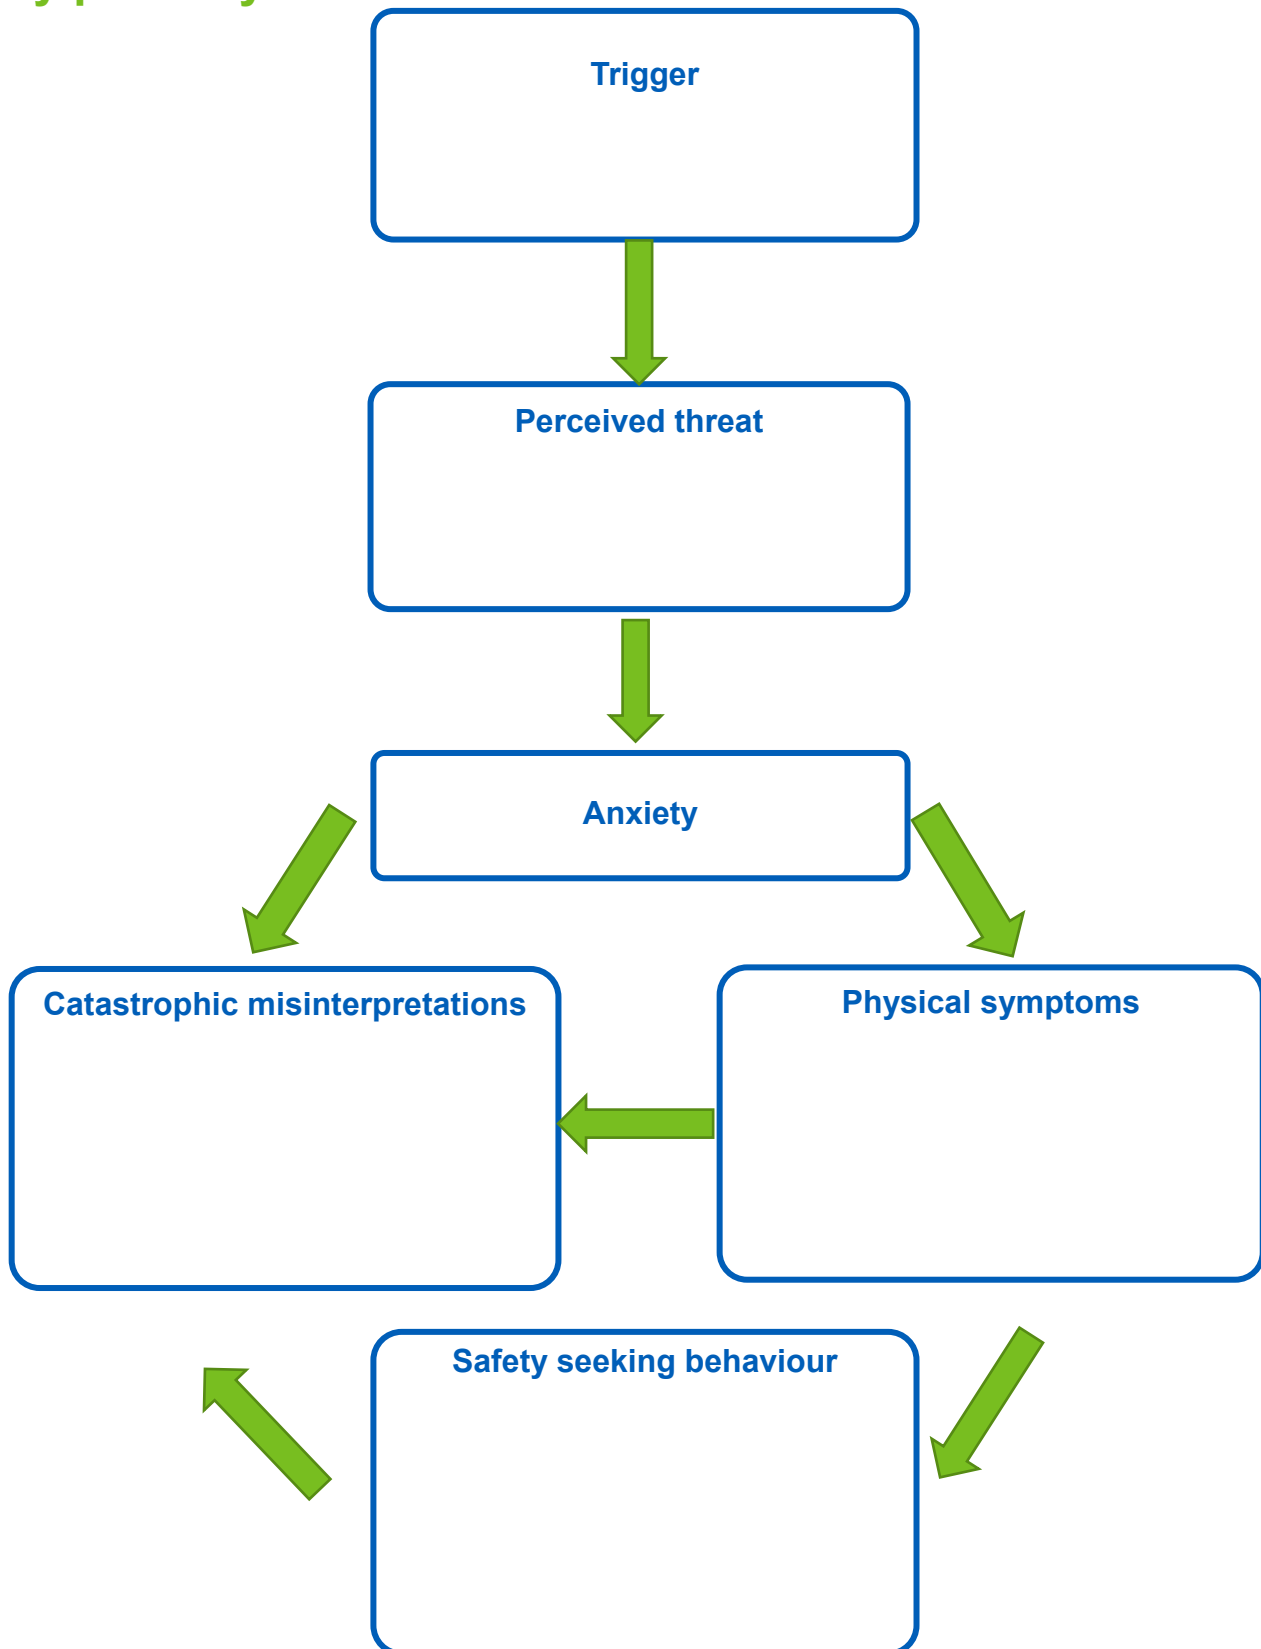 Trigger
Perceived threat
Anxiety
Catastrophic misinterpretations
Physical symptoms
Safety seeking behaviour